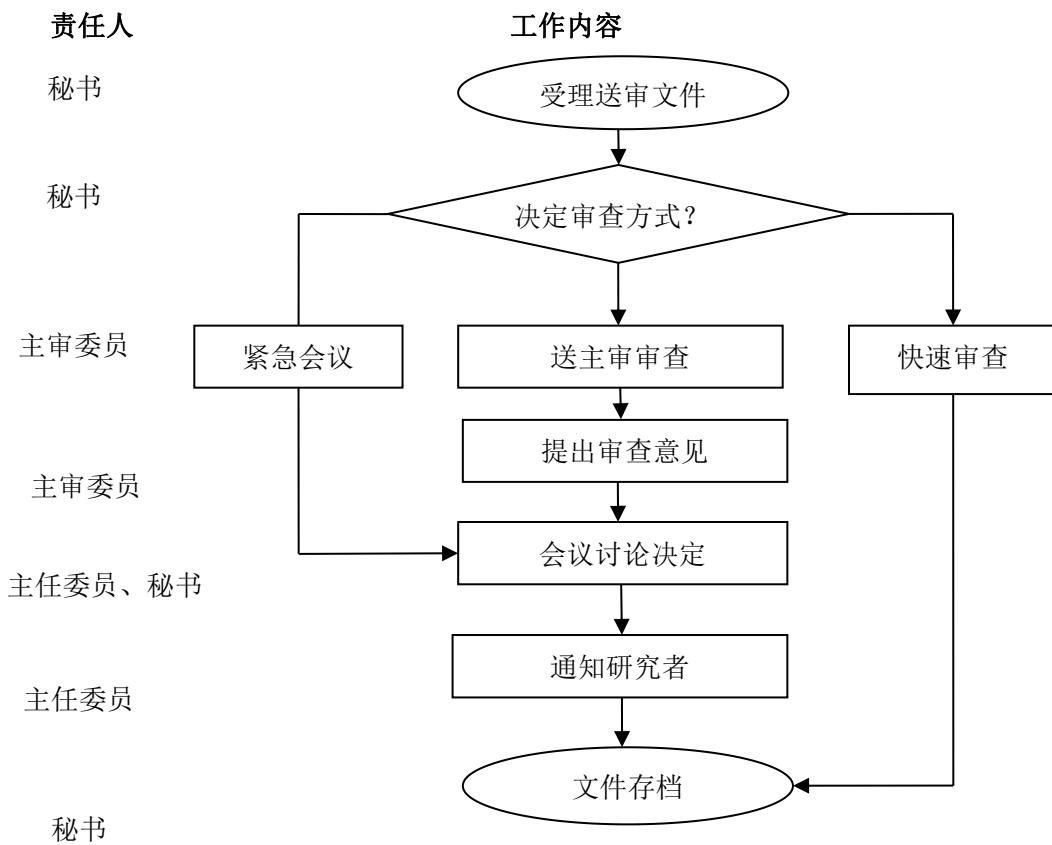 责任人 工作内容
秘书 受理送审文件
秘书 决定审查方式？
主审委员 紧急会议 送主审审查 快速审查
提出审查意见
主审委员
会议讨论决定
主任委员、秘书
通知研究者
主任委员
文件存档
秘书